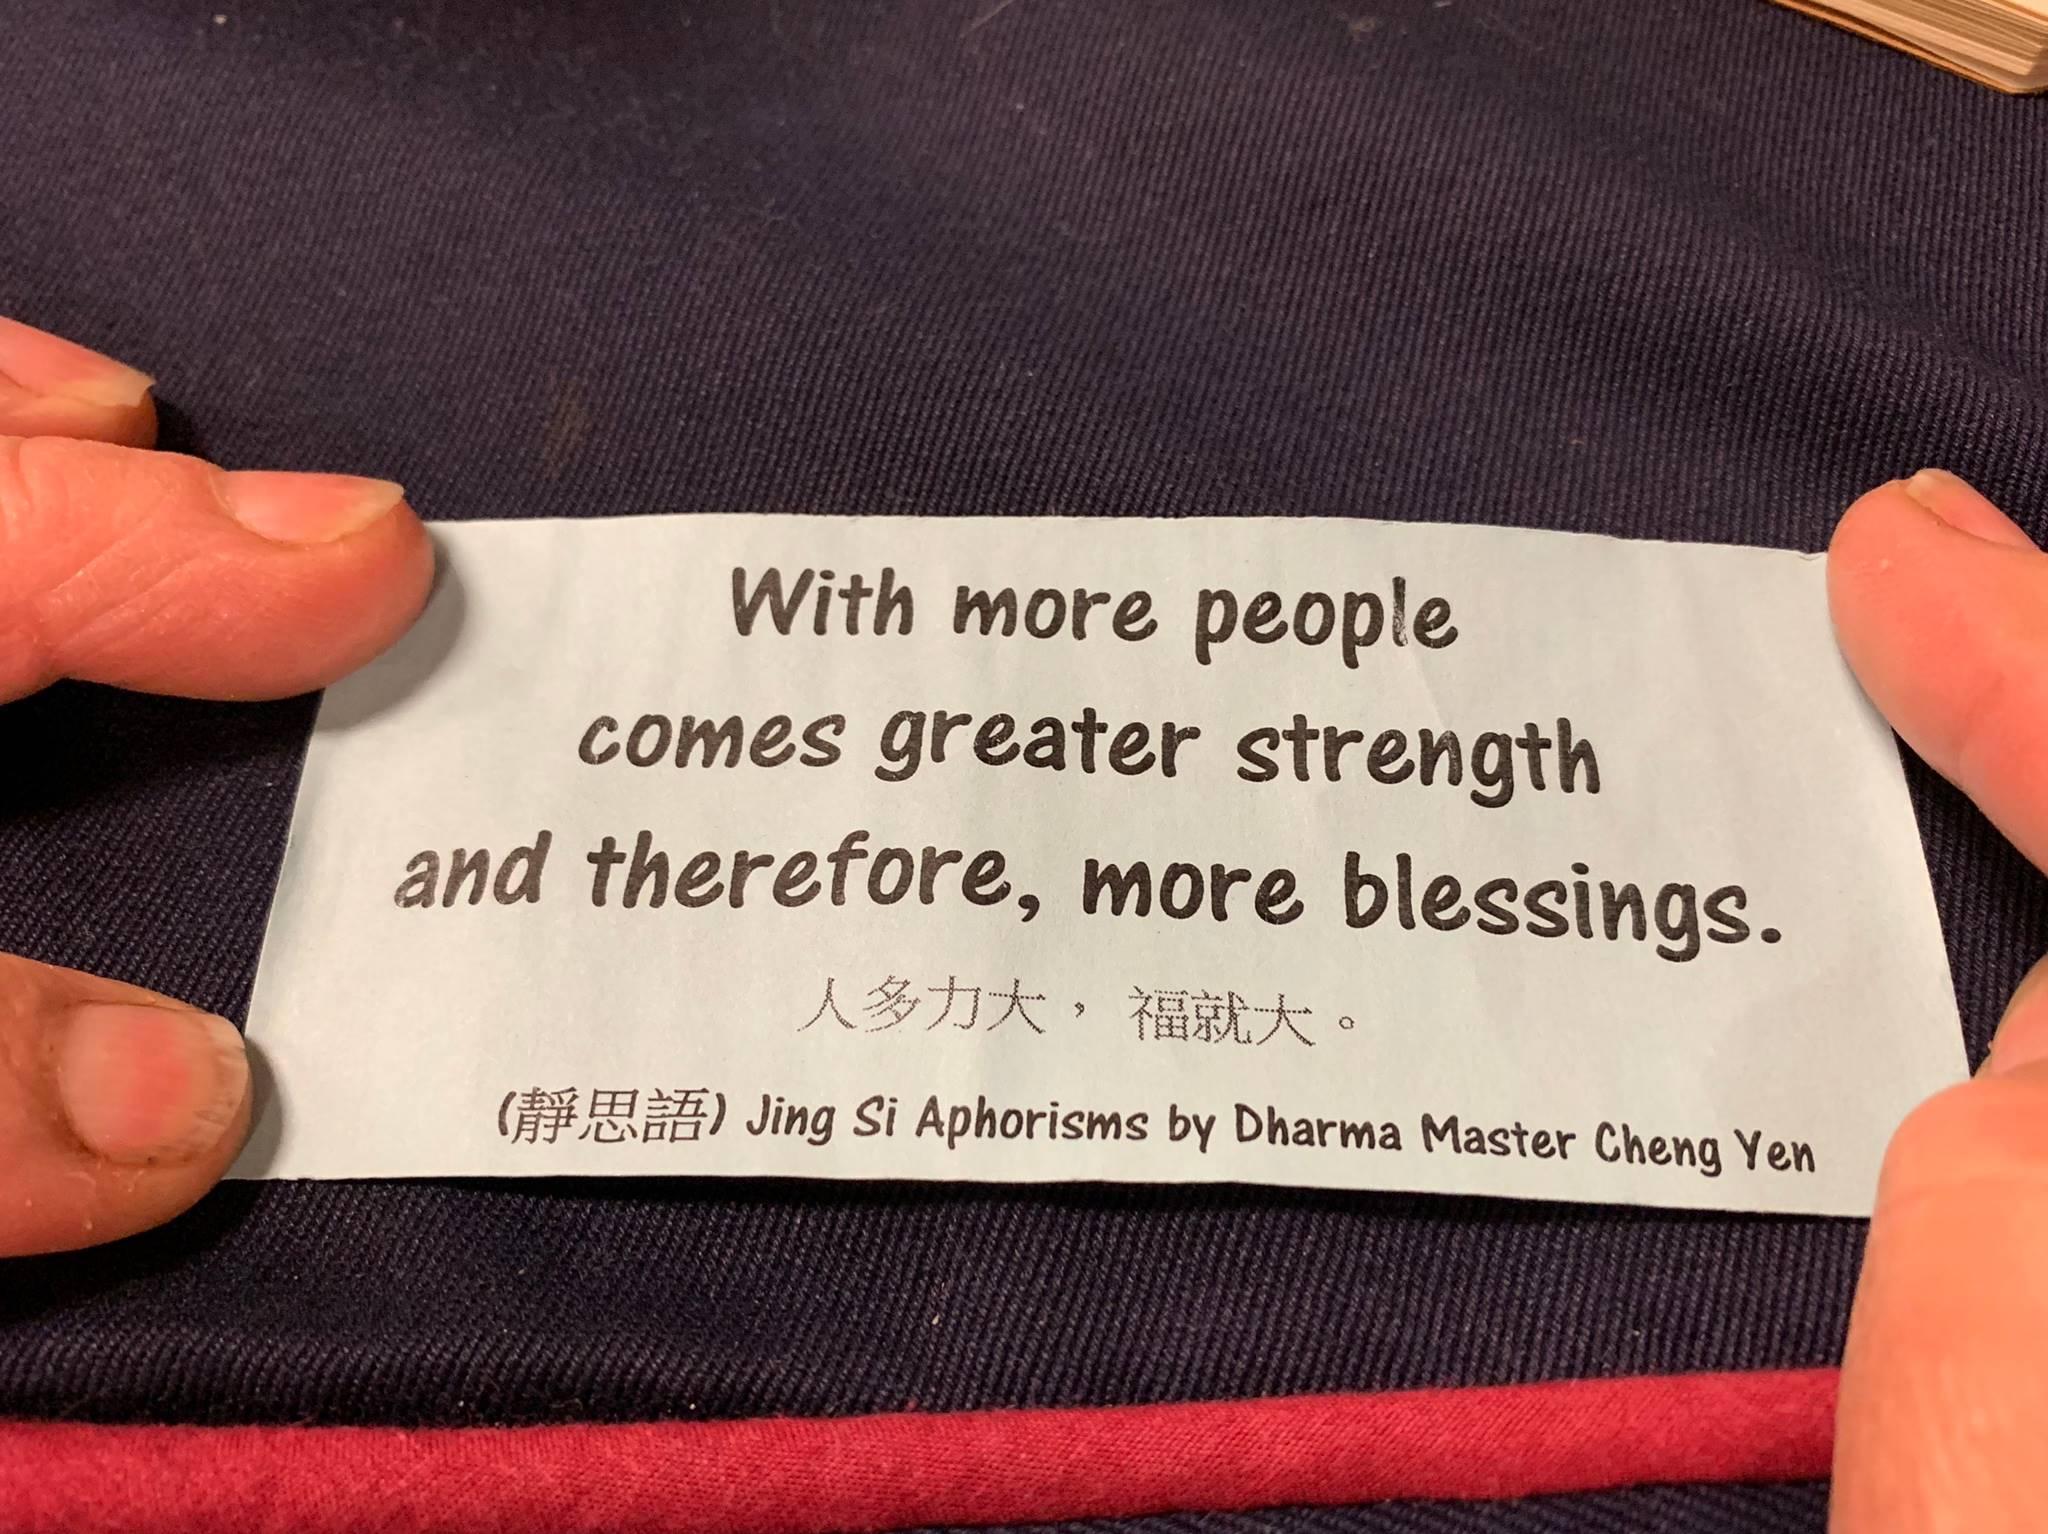 With more people
comes greater strength
and therefore, more blessings.
人多力大， 福就大。
(靜思語) Jing Si Aphorisms by Dharma Master Cheng Yen